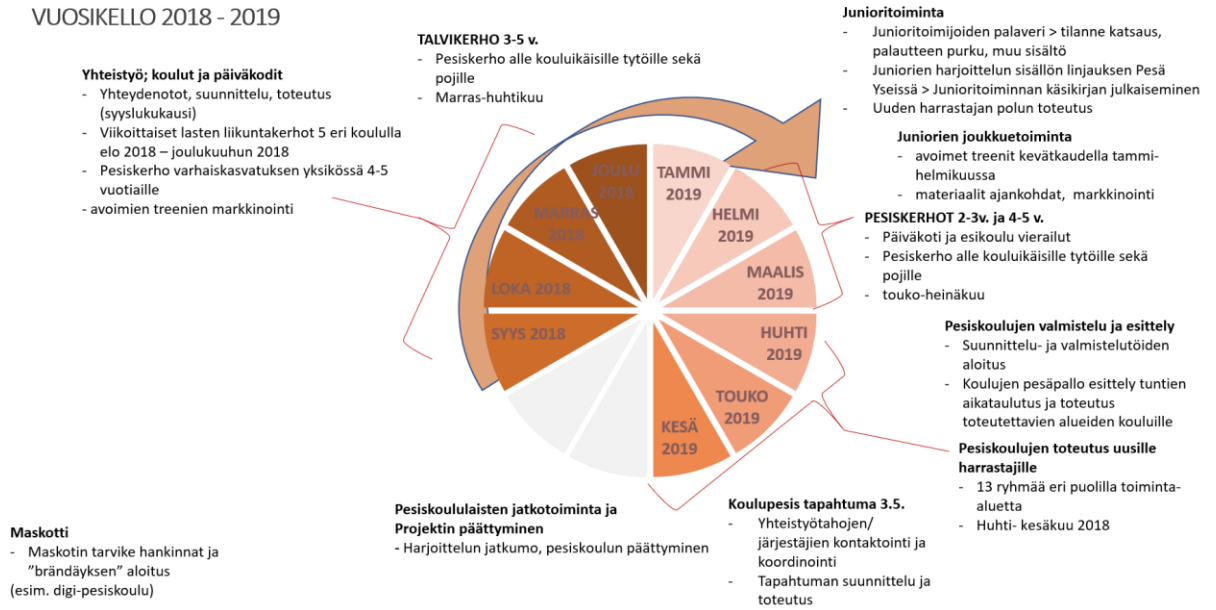 VUOSIKELLO 2018 - 2019
Yhteistyö; koulut ja päiväkodit
- Yhteydenotot, suunnittelu, toteutus
(syyslukukausi)
- Viikoittaiset lasten liikuntakerhot 5 eri koululla
elo 2018 – joulukuuhun 2018
- Pesiskerho varhaiskasvatuksen yksikössä 4-5
vuotiaille
- avoimien treenien markkinointi
TALVIKERHO 3-5 v.
- Pesiskerho alle kouluikäisille tytöille sekä
pojille
- Marras-huhtikuu
Junioritoiminta
- Junioritoimijoiden palaveri > tilanne katsaus,
palautteen purku, muu sisältö
- Juniorien harjoittelun sisällön linjauksen Pesä
Yseissä > Junioritoiminnan käsikirjan julkaiseminen
- Uuden harrastajan polun toteutus
Juniorien joukkuetoiminta
- avoimet treenit kevätkaudella tammi-
helmikuussa
- materiaalit ajankohdat, markkinointi
PESISKERHOT 2-3v. ja 4-5 v.
- Päiväkoti ja esikoulu vierailut
- Pesiskerho alle kouluikäisille tytöille sekä
pojille
- touko-heinäkuu
JOULU
2018
TAMMI
2019
MARRAS
2018
HELMI
2019
LOKA 2018
MAALIS
2019
SYYS 2018
HUHTI
2019
TOUKO
2019
KESÄ
2019
Pesiskoulujen valmistelu ja esittely
- Suunnittelu- ja valmistelutöiden
aloitus
- Koulujen pesäpallo esittely tuntien
aikataulutus ja toteutus
toteutettavien alueiden kouluille
Pesiskoulujen toteutus uusille
harrastajille
- 13 ryhmää eri puolilla toiminta-
aluetta
- Huhti- kesäkuu 2018
Koulupesis tapahtuma 3.5.
- Yhteistyötahojen/
järjestäjien kontaktointi ja
koordinointi
- Tapahtuman suunnittelu ja
toteutus
Pesiskoululaisten jatkotoiminta ja
Projektin päättyminen
- Harjoittelun jatkumo, pesiskoulun päättyminen
Maskotti
- Maskotin tarvike hankinnat ja
”brändäyksen” aloitus
(esim. digi-pesiskoulu)